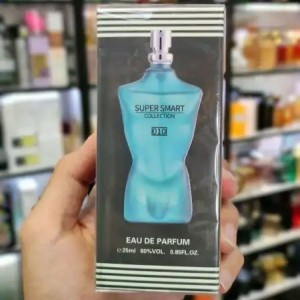 SUPER SMART
COLLECTION
EAU DE PARFUM
℮25ml 80%VOL. 0.85FL.OZ.